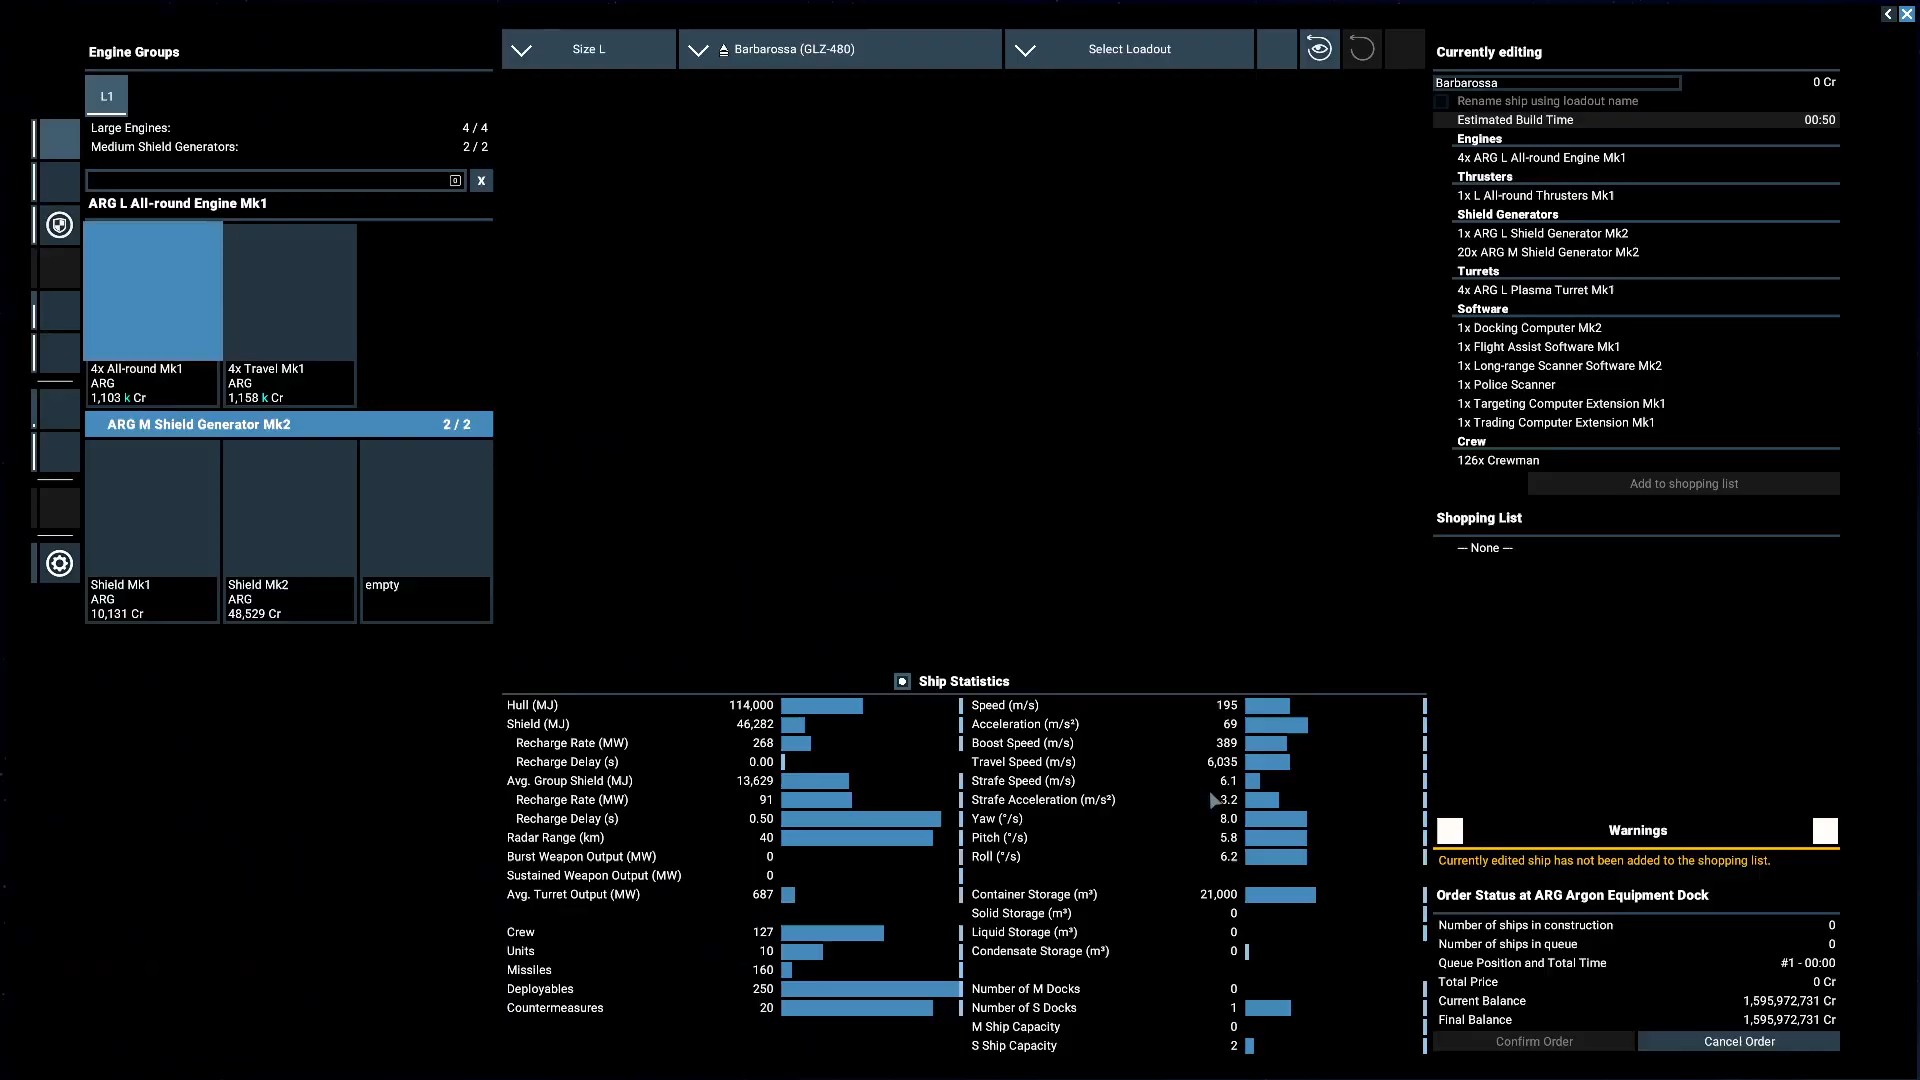 Engine Groups
L1
Large Engines: 4 / 4
Medium Shield Generators: 2 / 2
X
ARG L All-round Engine Mk1
4x All-round Mk1
ARG
1,103 k Cr
4x Travel Mk1
ARG
1,158 k Cr
ARG M Shield Generator Mk2 2 / 2
Shield Mk1
ARG
10,131 Cr
Shield Mk2
ARG
48,529 Cr
empty
Size L
Barbarossa (GLZ-480)
Select Loadout
Ship Statistics
Hull (MJ) 114,000
Shield (MJ) 46,282
Recharge Rate (MW) 268
Recharge Delay (s) 0.00
Avg. Group Shield (MJ) 13,629
Recharge Rate (MW) 91
Recharge Delay (s) 0.50
Radar Range (km) 40
Burst Weapon Output (MW) 0
Sustained Weapon Output (MW) 0
Avg. Turret Output (MW) 687
Crew 127
Units 10
Missiles 160
Deployables 250
Countermeasures 20
Speed (m/s) 195
Acceleration (m/s²) 69
Boost Speed (m/s) 389
Travel Speed (m/s) 6,035
Strafe Speed (m/s) 6.1
Strafe Acceleration (m/s²) 3.2
Yaw (°/s) 8.0
Pitch (°/s) 5.8
Roll (°/s) 6.2
Container Storage (m³) 21,000
Solid Storage (m³) 0
Liquid Storage (m³) 0
Condensate Storage (m³) 0
Number of M Docks 0
Number of S Docks 1
M Ship Capacity 0
S Ship Capacity 2
Currently editing
Barbarossa 0 Cr
Rename ship using loadout name
Estimated Build Time 00:50
Engines
4x ARG L All-round Engine Mk1
Thrusters
1x L All-round Thrusters Mk1
Shield Generators
1x ARG L Shield Generator Mk2
20x ARG M Shield Generator Mk2
Turrets
4x ARG L Plasma Turret Mk1
Software
1x Docking Computer Mk2
1x Flight Assist Software Mk1
1x Long-range Scanner Software Mk2
1x Police Scanner
1x Targeting Computer Extension Mk1
1x Trading Computer Extension Mk1
Crew
126x Crewman
Add to shopping list
Shopping List
— None —
Warnings
Currently edited ship has not been added to the shopping list.
Order Status at ARG Argon Equipment Dock
Number of ships in construction 0
Number of ships in queue 0
Queue Position and Total Time #1 - 00:00
Total Price 0 Cr
Current Balance 1,595,972,731 Cr
Final Balance 1,595,972,731 Cr
Confirm Order
Cancel Order